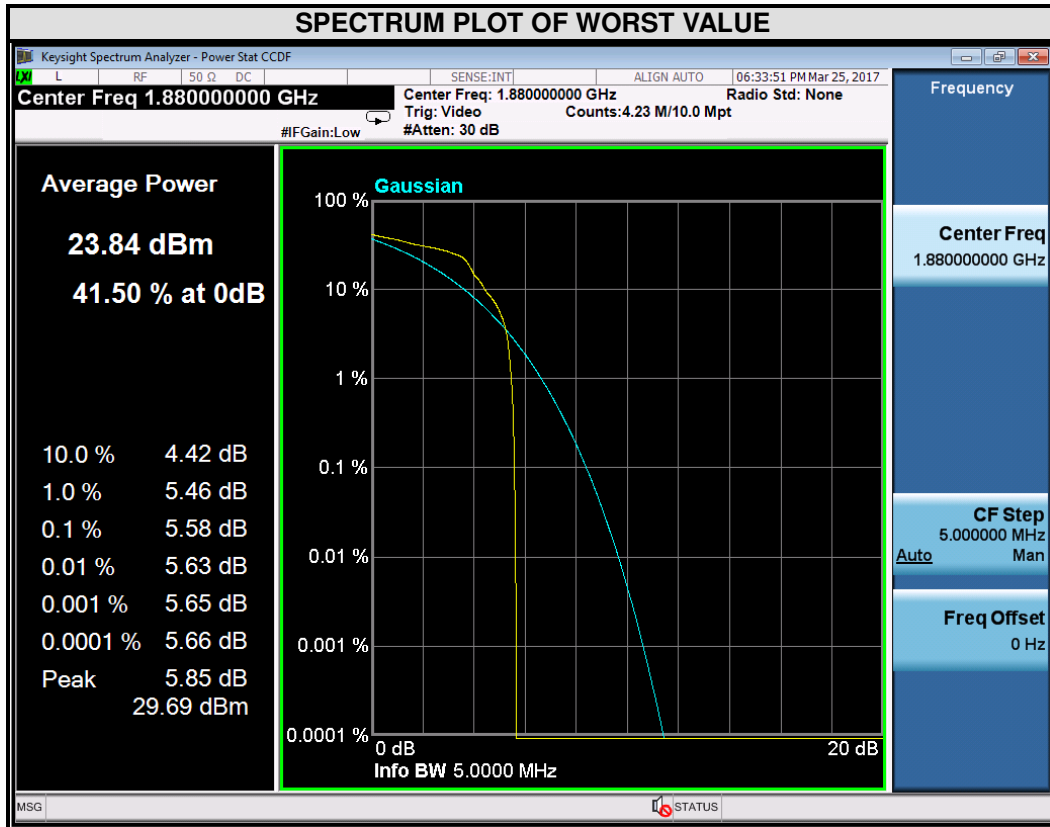 SPECTRUM PLOT OF WORST VALUE
Keysight Spectrum Analyzer - Power Stat CCDF
LXI L RF 50 Ω DC SENSE:INT ALIGN AUTO 06:33:51 PM Mar 25, 2017
Center Freq 1.880000000 GHz
#IFGain:Low
Center Freq: 1.880000000 GHz Radio Std: None
Trig: Video Counts:4.23 M/10.0 Mpt
#Atten: 30 dB
Average Power
23.84 dBm
41.50 % at 0dB
10.0 % 4.42 dB
1.0 % 5.46 dB
0.1 % 5.58 dB
0.01 % 5.63 dB
0.001 % 5.65 dB
0.0001 % 5.66 dB
Peak 5.85 dB
29.69 dBm
Gaussian
100 %
10 %
1 %
0.1 %
0.01 %
0.001 %
0.0001 %
0 dB 20 dB
Info BW 5.0000 MHz
Frequency
Center Freq
1.880000000 GHz
CF Step
5.000000 MHz
Auto Man
Freq Offset
0 Hz
MSG STATUS